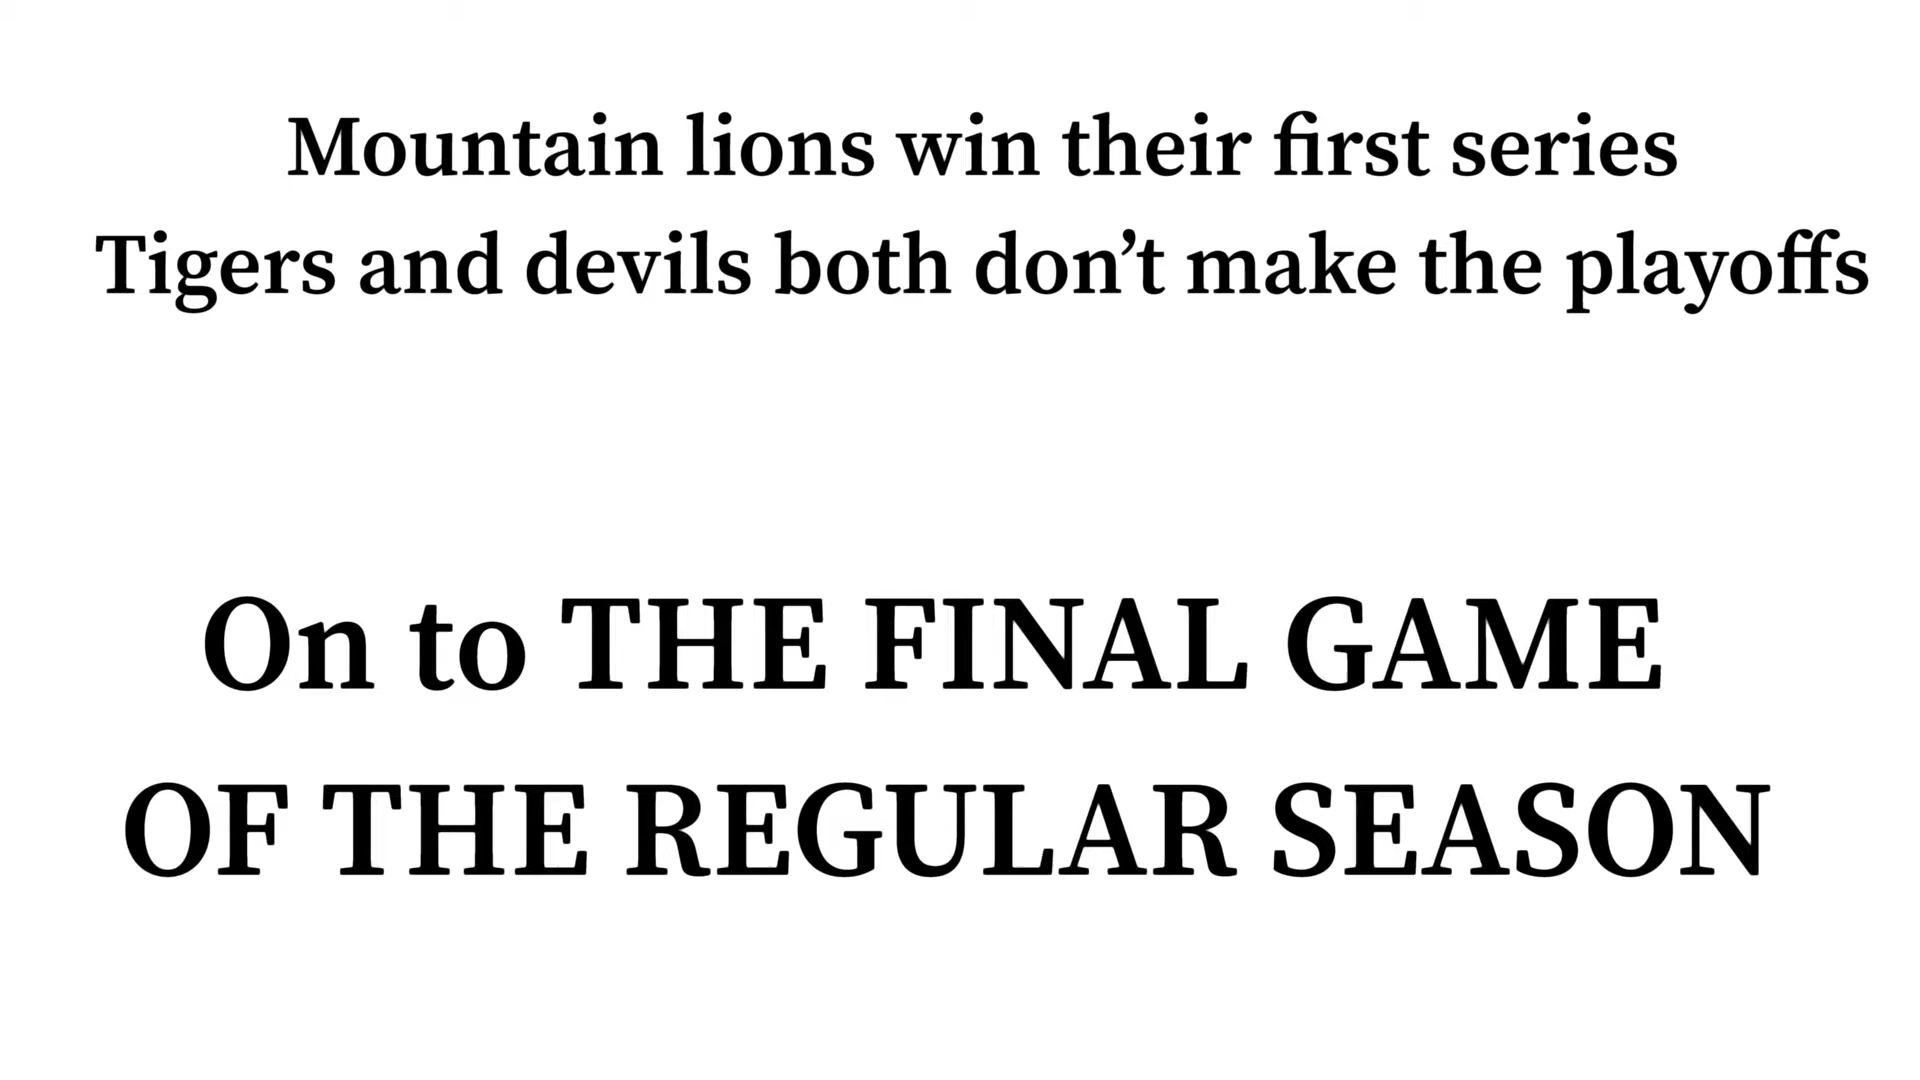 Mountain lions win their first series
Tigers and devils both don’t make the playoffs
On to THE FINAL GAME
OF THE REGULAR SEASON